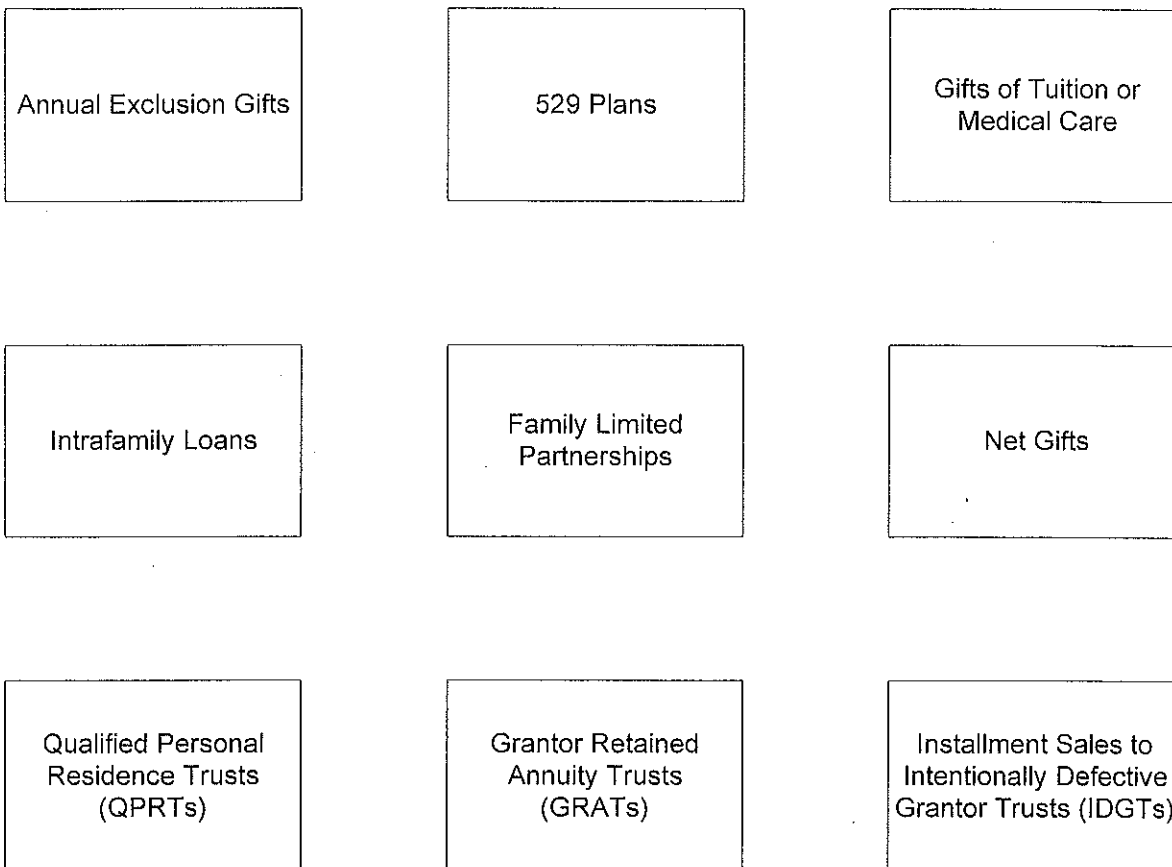 Annual Exclusion Gifts
529 Plans
Gifts of Tuition or
Medical Care
Intrafamily Loans
Family Limited
Partnerships
Net Gifts
Qualified Personal
Residence Trusts
(QPRTs)
Grantor Retained
Annuity Trusts
(GRATs)
Installment Sales to
Intentionally Defective
Grantor Trusts (IDGTs)